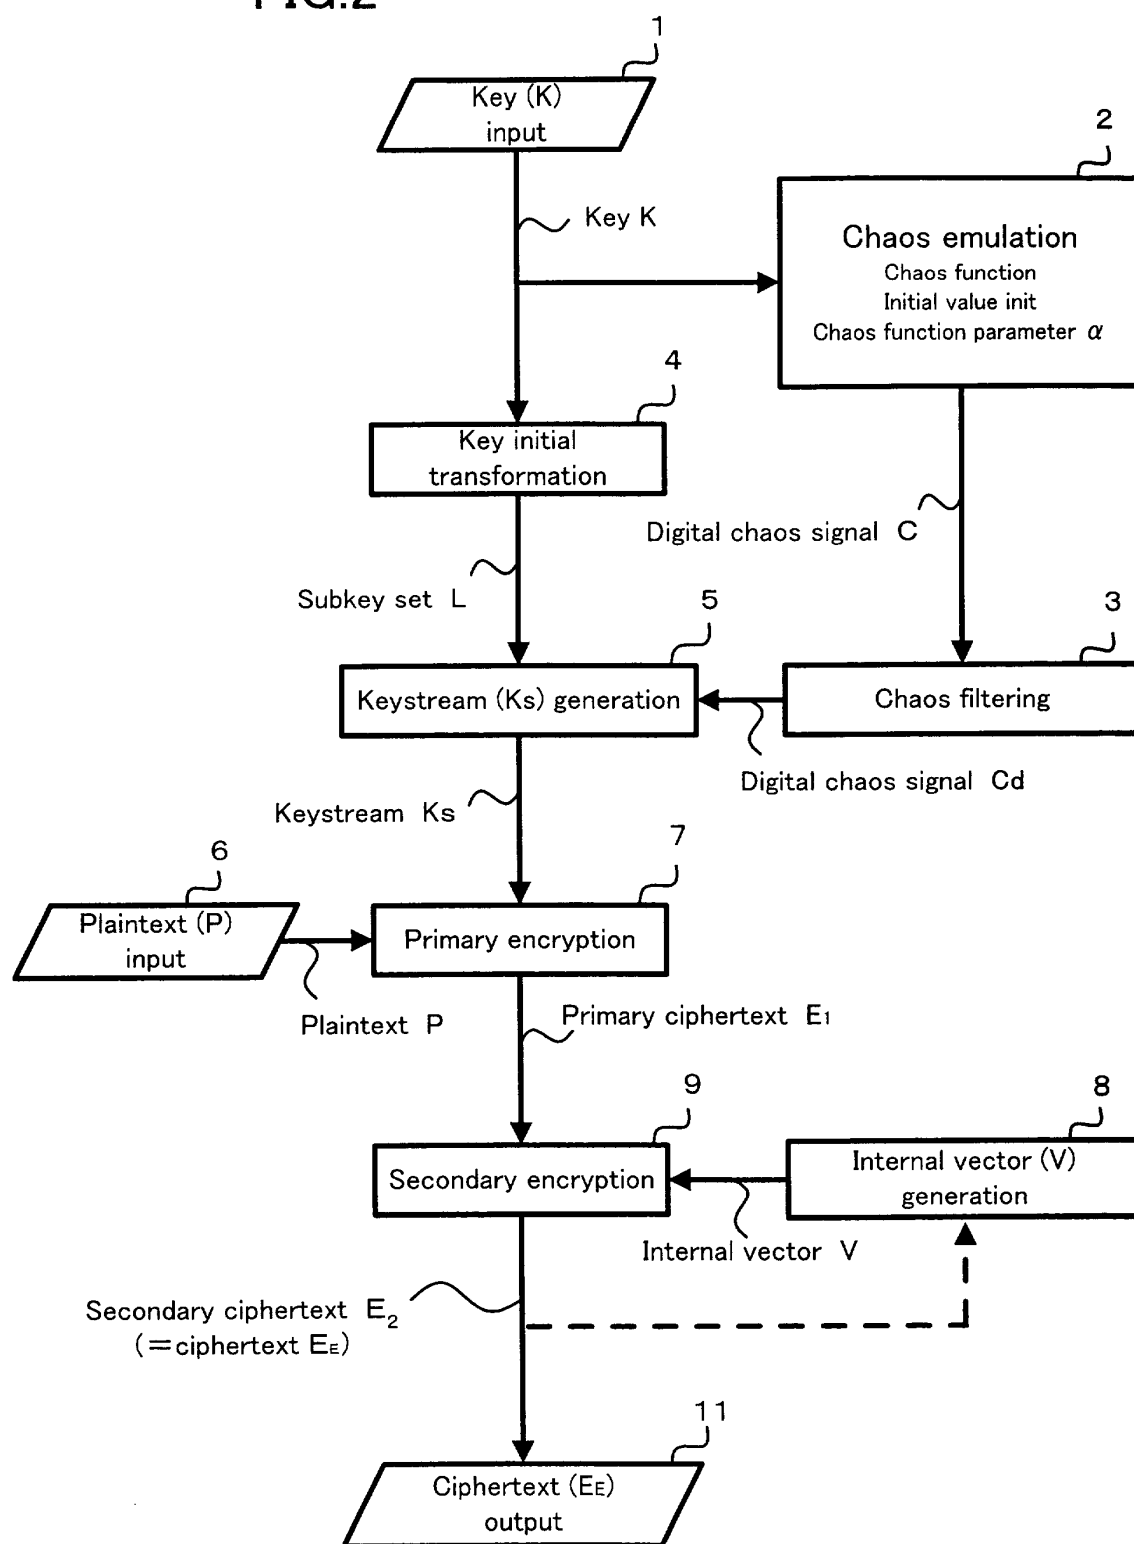 FIG.2
1
Key (K)
input
2
Key K
Chaos emulation
Chaos function
Initial value init
Chaos function parameter α
4
Key initial
transformation
Digital chaos signal C
Subkey set L
5
3
Keystream (Ks) generation
Chaos filtering
Digital chaos signal Cd
Keystream Ks
6
7
Plaintext (P)
input
Primary encryption
Plaintext P
Primary ciphertext E1
9
8
Secondary encryption
Internal vector (V)
generation
Internal vector V
Secondary ciphertext E2
(=ciphertext EE)
11
Ciphertext (EE)
output